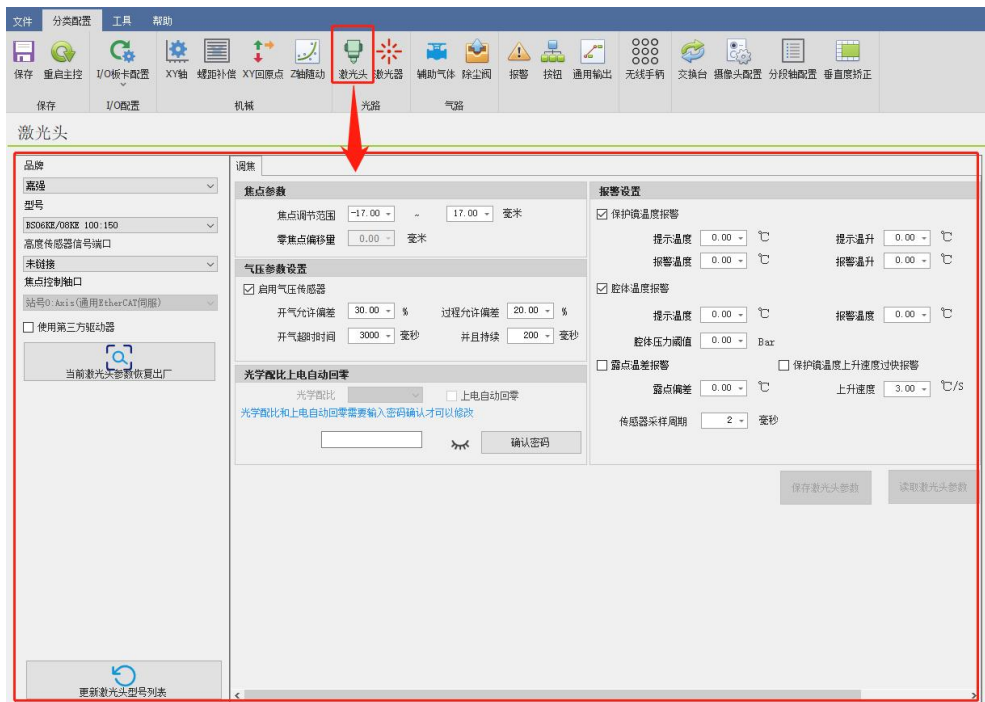 文件 分类配置 工具 帮助
保存 重启主控 I/O板卡配置 XY轴 螺距补偿 XY回原点 Z轴随动 激光头 激光器 辅助气体 除尘阀 报警 按钮 通用输出 无线手柄 交换台 摄像头配置 分段轴配置 垂直度矫正
保存 I/O配置 机械 光路 气路
激光头
品牌
嘉强
型号
BS06KE/08KE 100:150
高度传感器信号端口
未链接
焦点控制轴口
站号0:Axis(通用EtherCAT伺服)
使用第三方驱动器
当前激光头参数恢复出厂
更新激光头型号列表
调焦
焦点参数
焦点调节范围 -17.00 ~ 17.00 毫米
零焦点偏移量 0.00 毫米
气压参数设置
启用气压传感器
开气允许偏差 30.00 % 过程允许偏差 20.00 %
开气超时时间 3000 毫秒 并且持续 200 毫秒
光学配比上电自动回零
光学配比 上电自动回零
光学配比和上电自动回零需要输入密码确认才可以修改
确认密码
报警设置
保护镜温度报警
提示温度 0.00 ℃ 提示温升 0.00 ℃
报警温度 0.00 ℃ 报警温升 0.00 ℃
腔体温度报警
提示温度 0.00 ℃ 报警温度 0.00 ℃
腔体压力阈值 0.00 Bar
露点温差报警 保护镜温度上升速度过快报警
露点偏差 0.00 ℃ 上升速度 3.00 ℃/S
传感器采样周期 2 毫秒
保存激光头参数 读取激光头参数